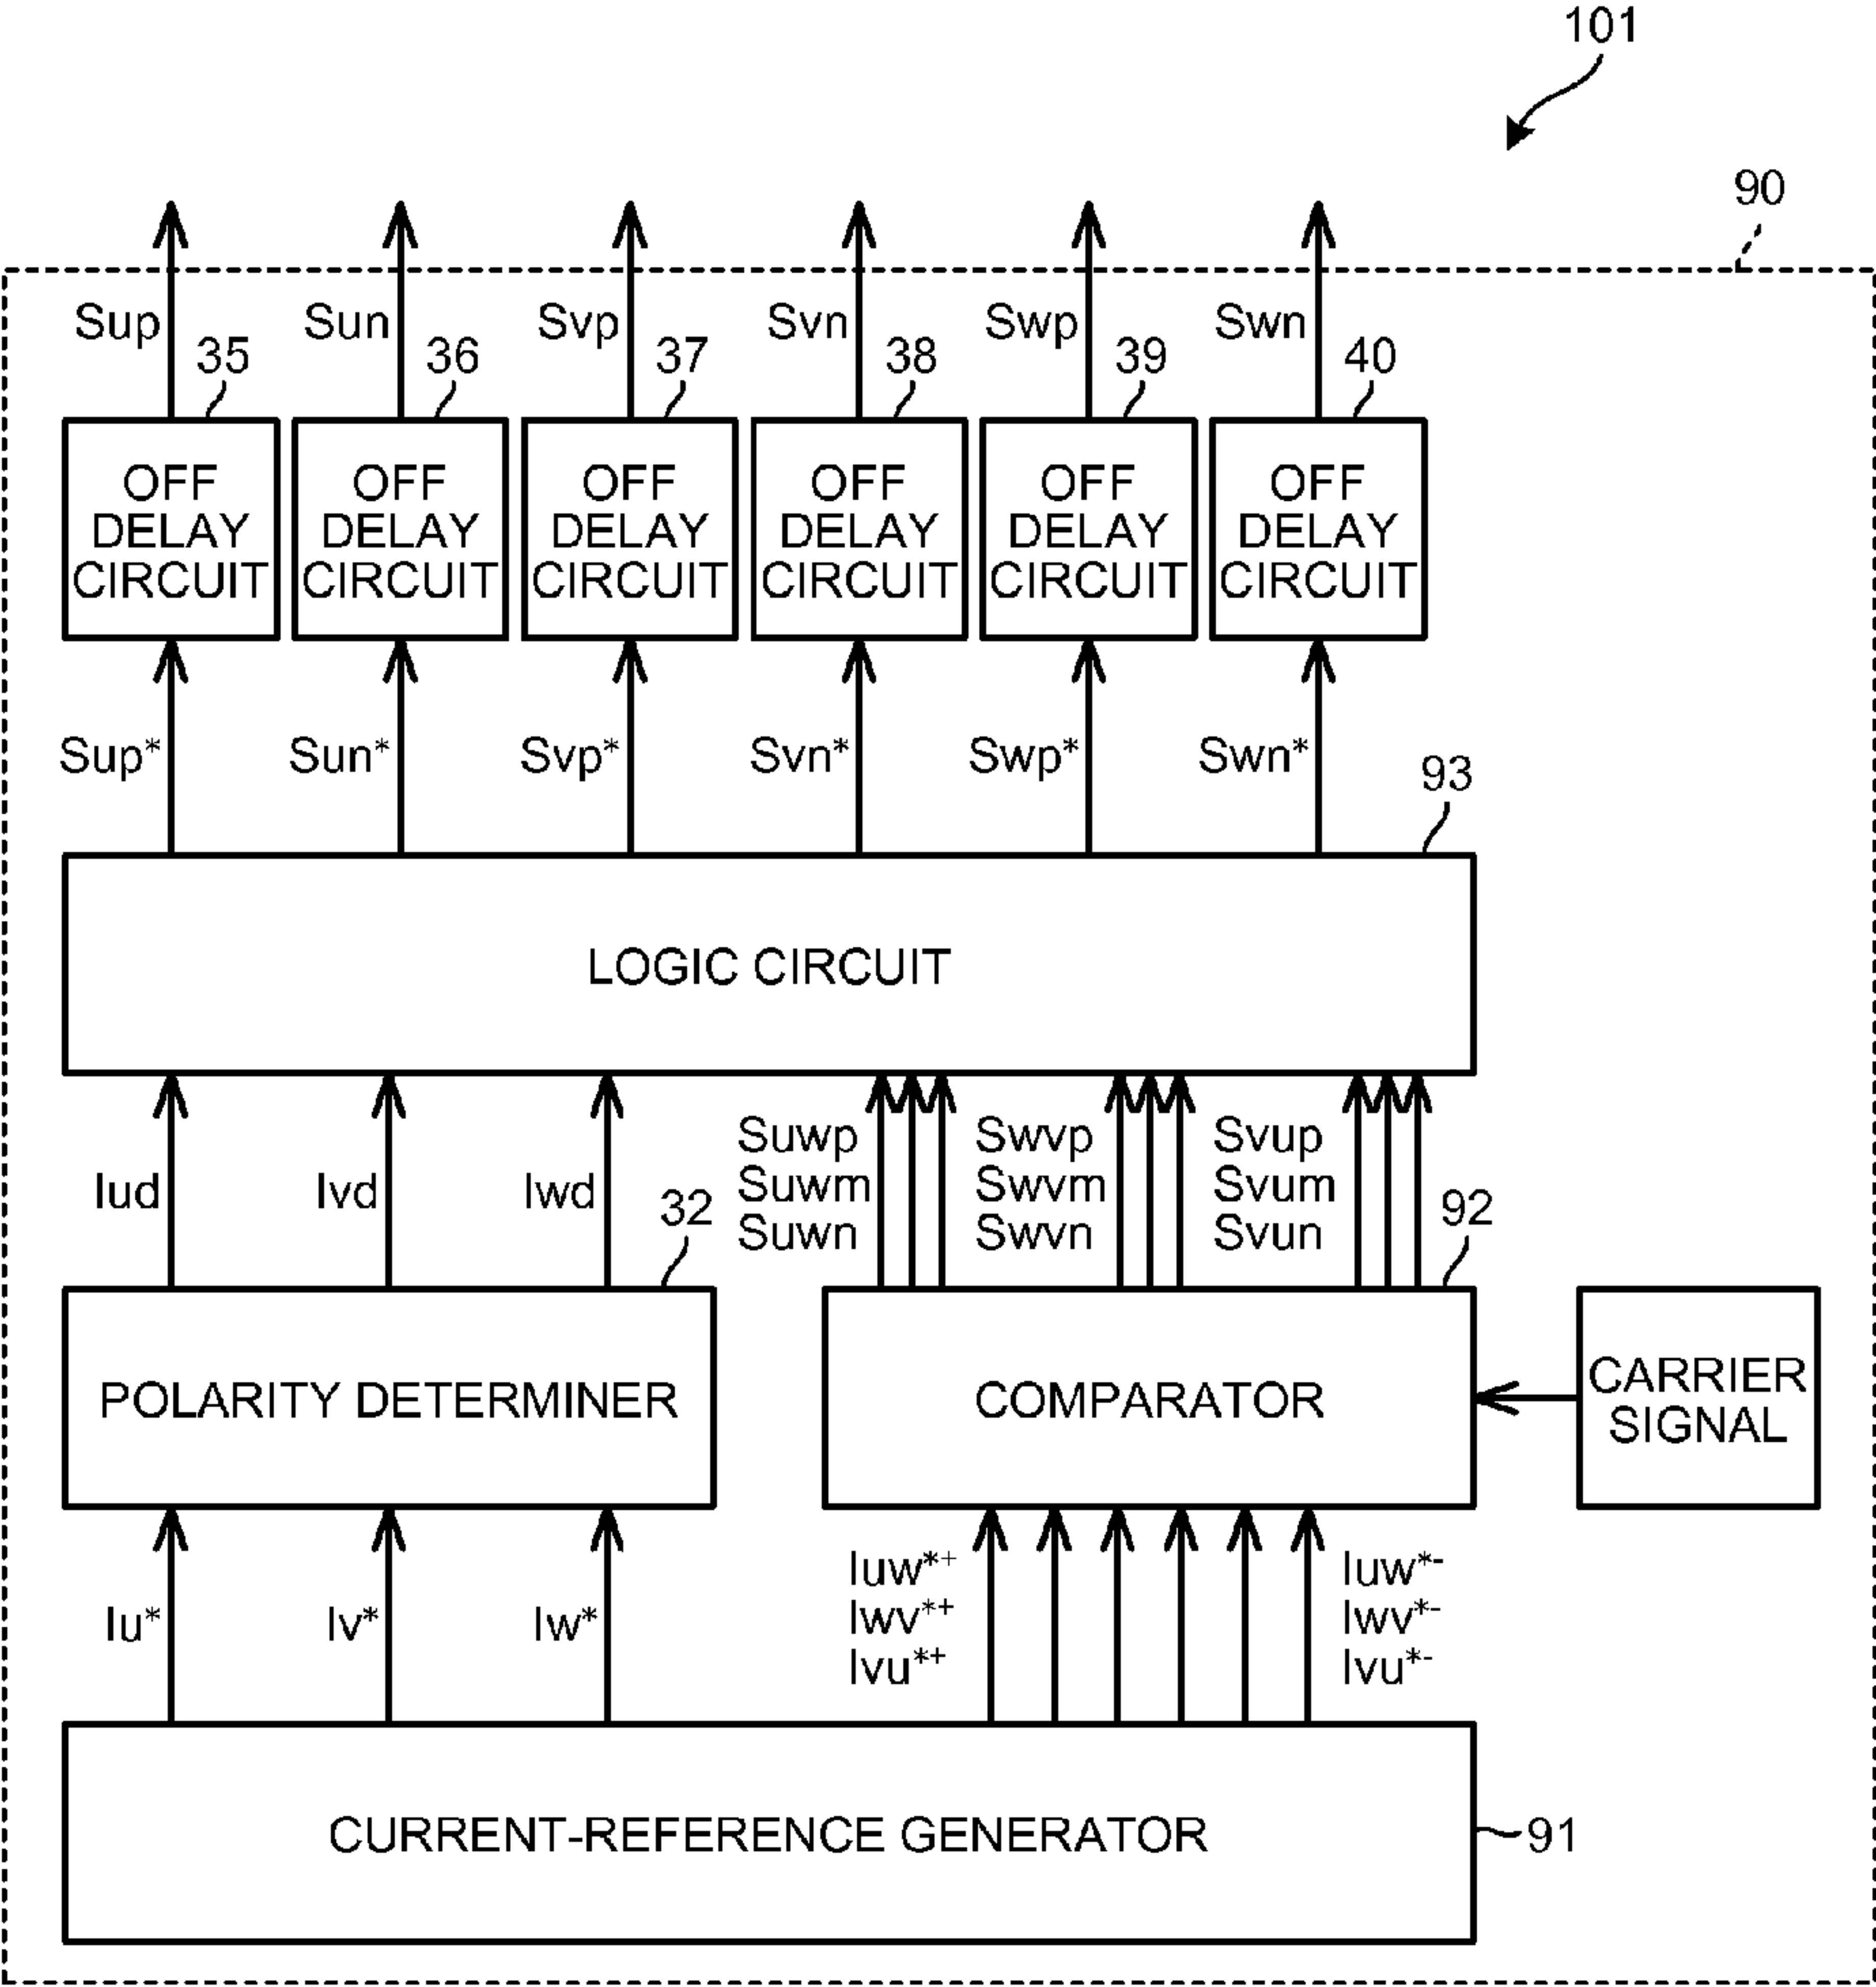 101
90
Sup
Sun
Svp
Svn
Swp
Swn
35
36
37
38
39
40
OFF
DELAY
CIRCUIT
OFF
DELAY
CIRCUIT
OFF
DELAY
CIRCUIT
OFF
DELAY
CIRCUIT
OFF
DELAY
CIRCUIT
OFF
DELAY
CIRCUIT
Sup*
Sun*
Svp*
Svn*
Swp*
Swn*
93
LOGIC CIRCUIT
Iud
Ivd
Iwd
32
Suwp
Suwm
Suwn
Swvp
Swvm
Swvn
Svup
Svum
Svun
92
POLARITY DETERMINER
COMPARATOR
CARRIER
SIGNAL
Iu*
Iv*
Iw*
Iuw*+
Iwv*+
Ivu*+
Iuw*-
Iwv*-
Ivu*-
CURRENT-REFERENCE GENERATOR
91